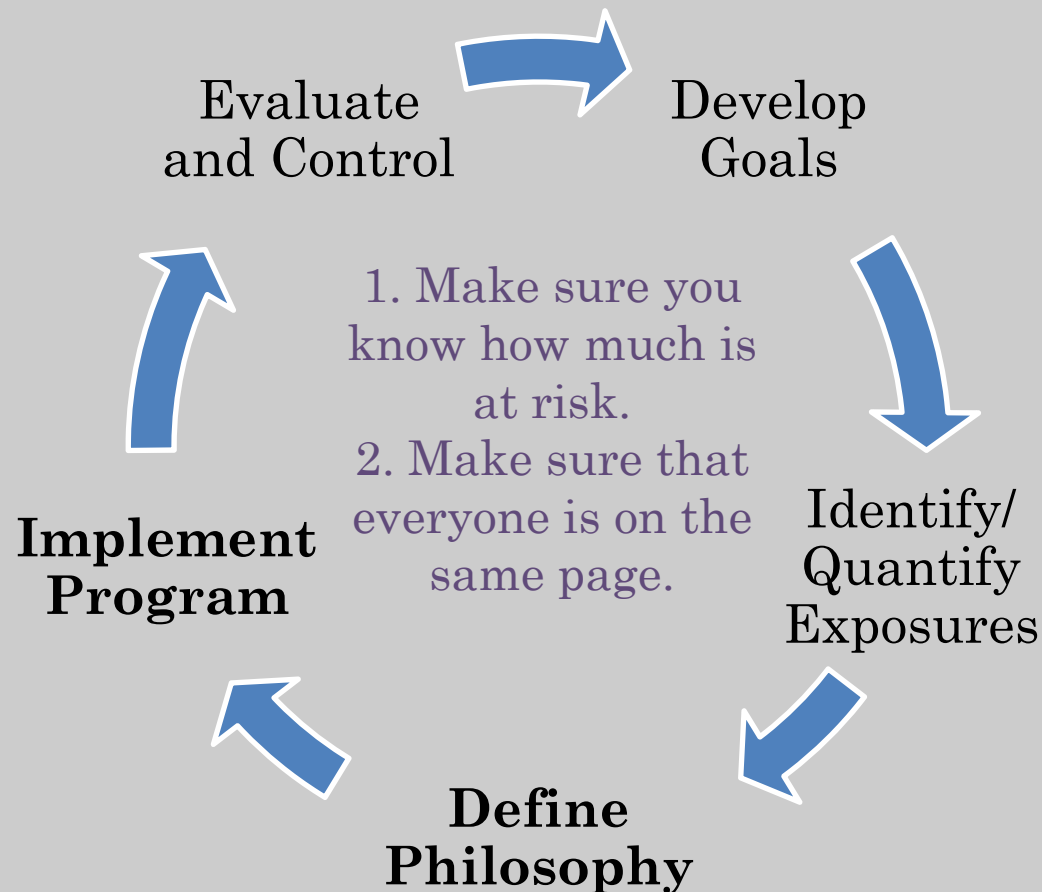 Evaluate
and Control
Develop
Goals
1. Make sure you
know how much is
at risk.
2. Make sure that
everyone is on the
same page.
Identify/
Quantify
Exposures
Define
Philosophy
Implement
Program